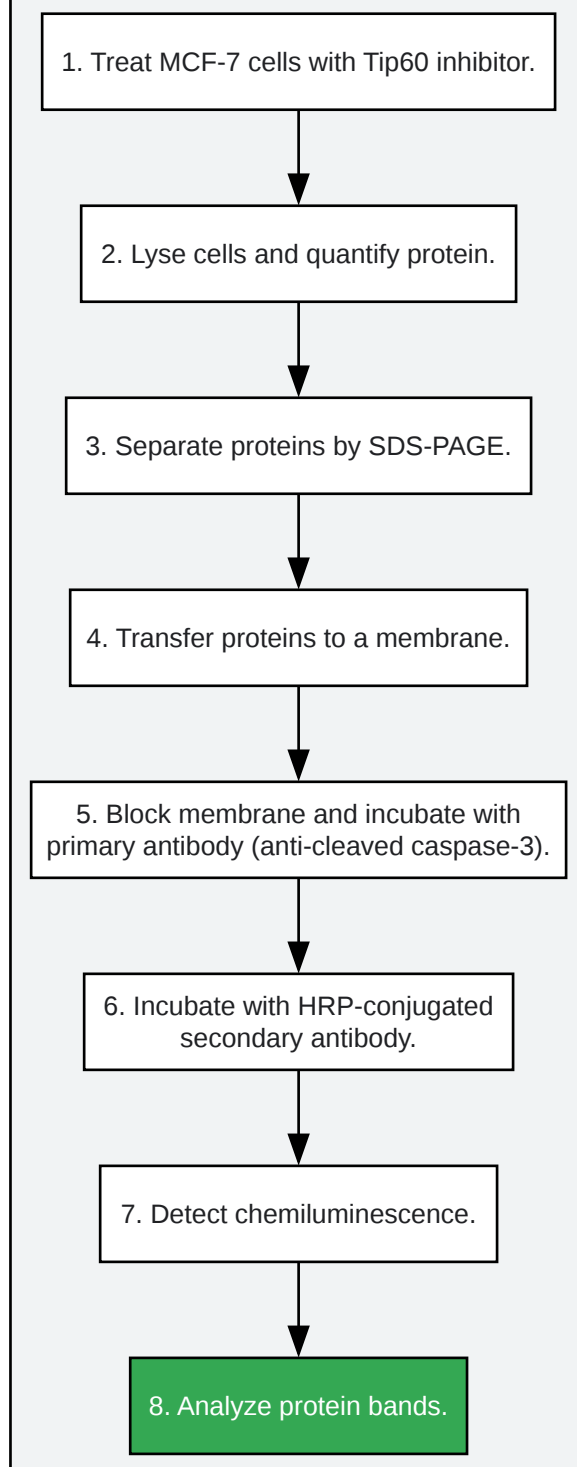 1. Treat MCF-7 cells with Tip60 inhibitor.
2. Lyse cells and quantify protein.
3. Separate proteins by SDS-PAGE.
4. Transfer proteins to a membrane.
5. Block membrane and incubate with
primary antibody (anti-cleaved caspase-3).
6. Incubate with HRP-conjugated
secondary antibody.
7. Detect chemiluminescence.
8. Analyze protein bands.